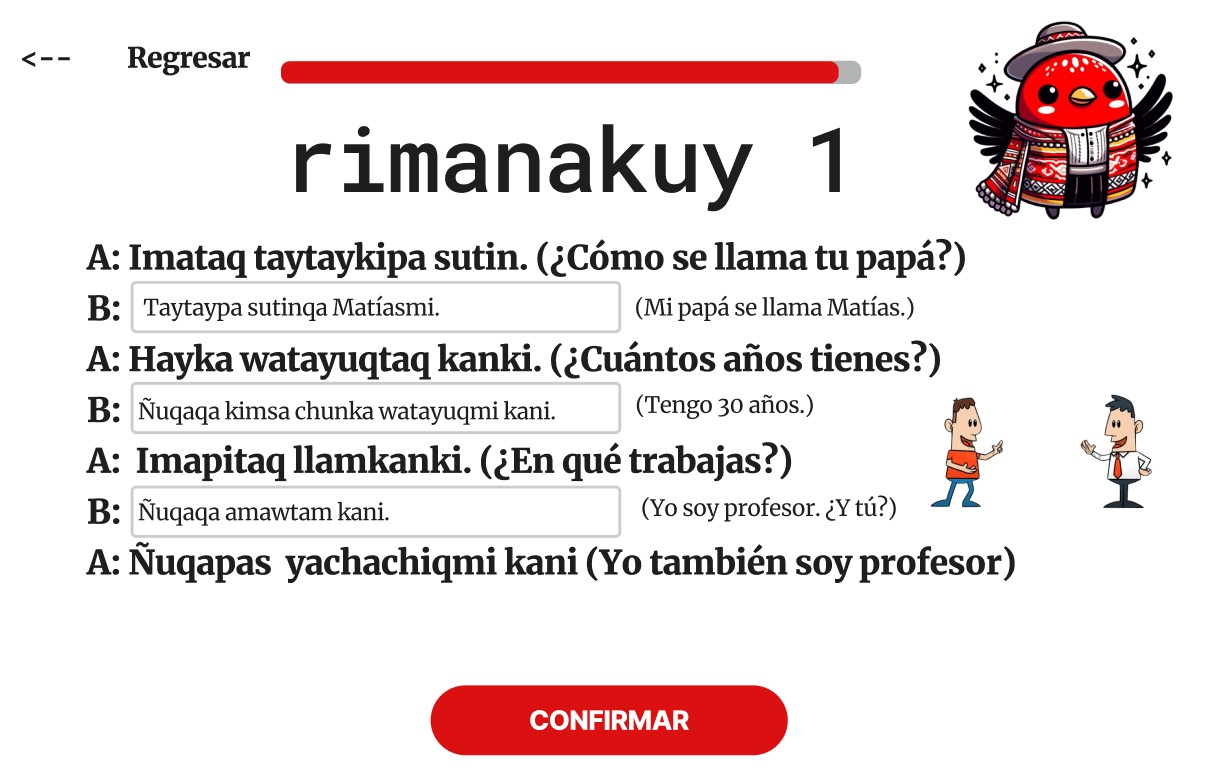 <-- Regresar
rimanakuy 1
A: Imataq taytaykipa sutin. (¿Cómo se llama tu papá?)
B: Taytaypa sutinqa Matíasmi. (Mi papá se llama Matías.)
A: Hayka watayuqtaq kanki. (¿Cuántos años tienes?)
B: Ñuqaqa kimsa chunka watayuqmi kani. (Tengo 30 años.)
A: Imapitaq llamkanki. (¿En qué trabajas?)
B: Ñuqaqa amawtam kani. (Yo soy profesor. ¿Y tú?)
A: Ñuqapas yachachiqmi kani (Yo también soy profesor)
CONFIRMAR